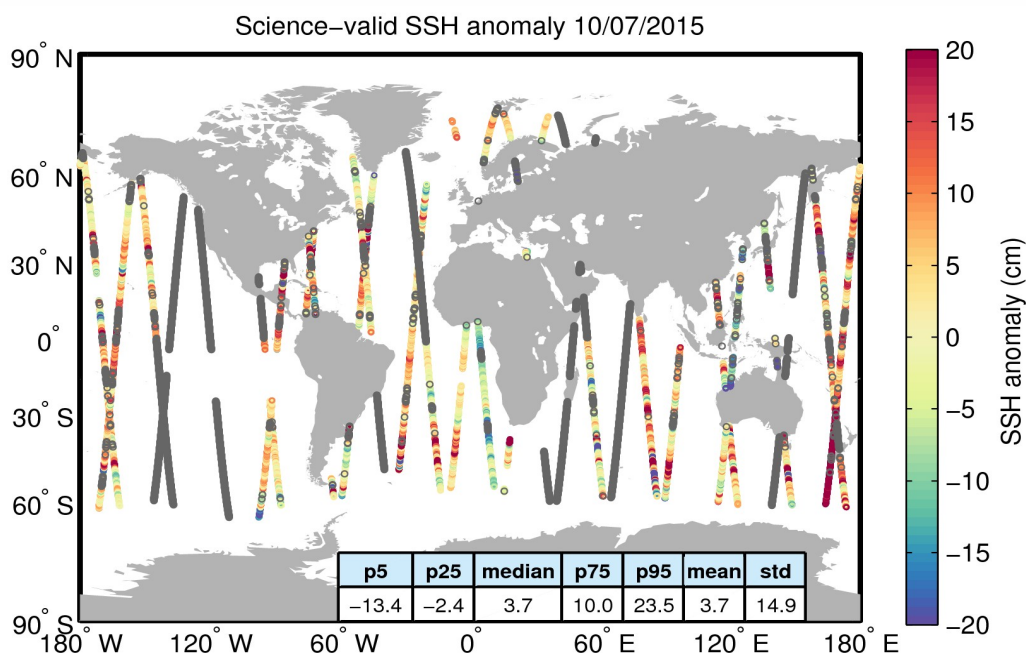 Science−valid SSH anomaly 10/07/2015
90° N
60° N
30° N
0°
30° S
60° S
90° S
180° W
120° W
60° W
0°
60° E
120° E
180° E
p5 p25 median p75 p95 mean std
−13.4 −2.4 3.7 10.0 23.5 3.7 14.9
20
15
10
5
0
−5
−10
−15
−20
SSH anomaly (cm)